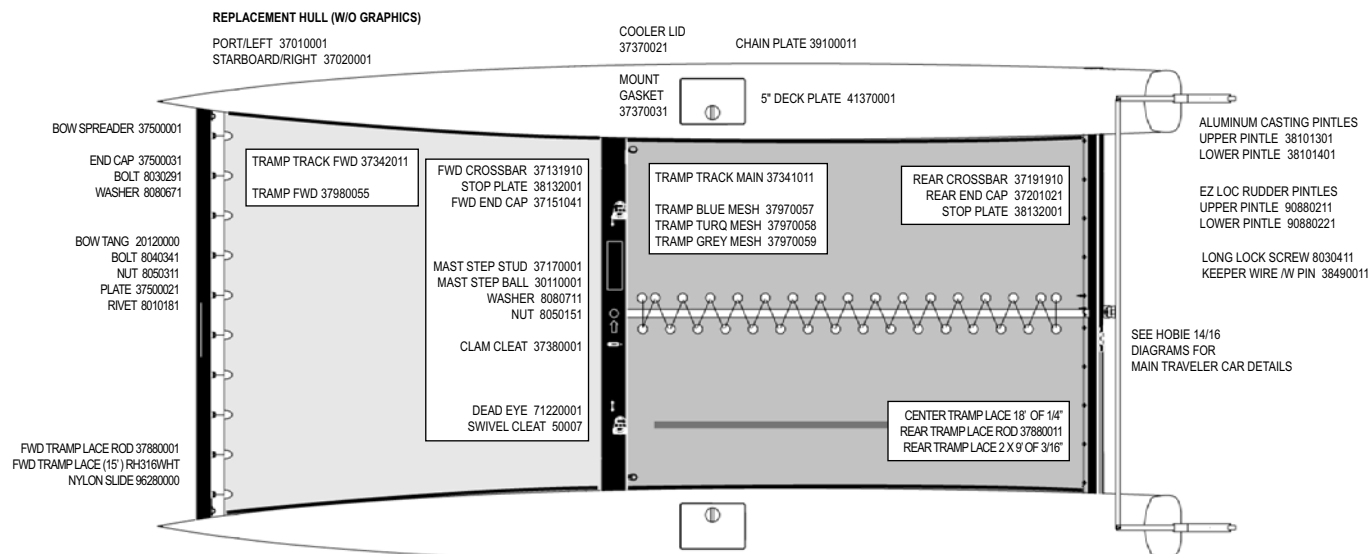 REPLACEMENT HULL (W/O GRAPHICS)
PORT/LEFT 37010001
STARBOARD/RIGHT 37020001
COOLER LID
37370021
CHAIN PLATE 39100011
MOUNT
GASKET
37370031
5" DECK PLATE 41370001
BOW SPREADER 37500001
END CAP 37500031
BOLT 8030291
WASHER 8080671
BOW TANG 20120000
BOLT 8040341
NUT 8050311
PLATE 37500021
RIVET 8010181
FWD TRAMP LACE ROD 37880001
FWD TRAMP LACE (15') RH316WHT
NYLON SLIDE 96280000
TRAMP TRACK FWD 37342011
TRAMP FWD 37980055
FWD CROSSBAR 37131910
STOP PLATE 38132001
FWD END CAP 37151041
MAST STEP STUD 37170001
MAST STEP BALL 30110001
WASHER 8080711
NUT 8050151
CLAM CLEAT 37380001
DEAD EYE 71220001
SWIVEL CLEAT 50007
TRAMP TRACK MAIN 37341011
TRAMP BLUE MESH 37970057
TRAMP TURQ MESH 37970058
TRAMP GREY MESH 37970059
REAR CROSSBAR 37191910
REAR END CAP 37201021
STOP PLATE 38132001
CENTER TRAMP LACE 18' OF 1/4"
REAR TRAMP LACE ROD 37880011
REAR TRAMP LACE 2 X 9' OF 3/16"
ALUMINUM CASTING PINTLES
UPPER PINTLE 38101301
LOWER PINTLE 38101401
EZ LOC RUDDER PINTLES
UPPER PINTLE 90880211
LOWER PINTLE 90880221
LONG LOCK SCREW 8030411
KEEPER WIRE /W PIN 38490011
SEE HOBIE 14/16
DIAGRAMS FOR
MAIN TRAVELER CAR DETAILS